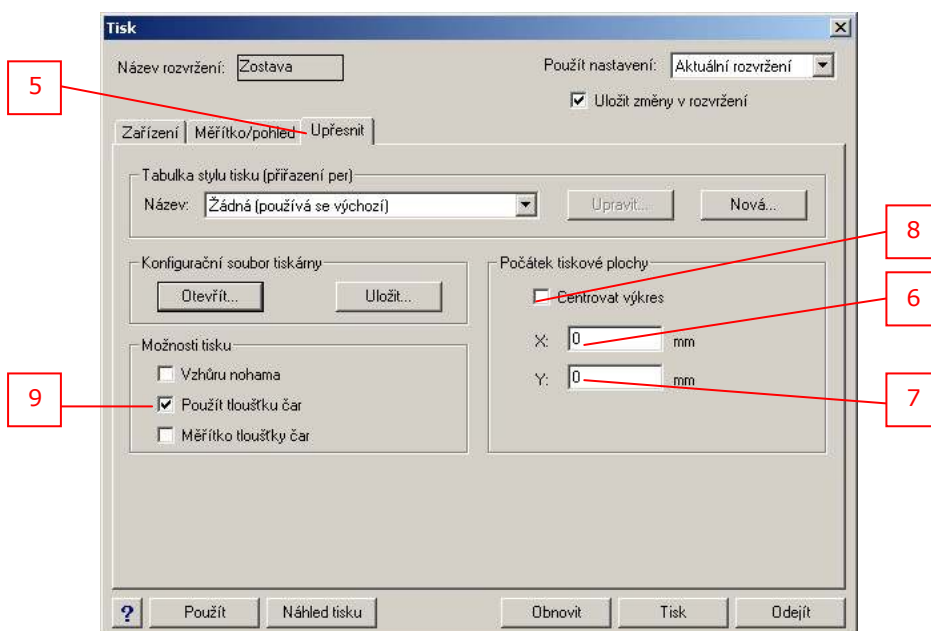 Tisk
Název rozvržení: Zostava
Použít nastavení: Aktuální rozvržení
Uložit změny v rozvržení
5
Zařízení Měřítko/pohled Upřesnit
Tabulka stylu tisku (přiřazení per)
Název: Žádná (používá se výchozí) Upravit... Nová...
8
Konfigurační soubor tiskárny
Otevřít... Uložit...
Počátek tiskové plochy
Centrovat výkres
6
X: 0 mm
Y: 0 mm
7
Možnosti tisku
Vzhůru nohama
9
Použít tloušťku čar
Měřítko tloušťky čar
? Použít Náhled tisku Obnovit Tisk Odejít